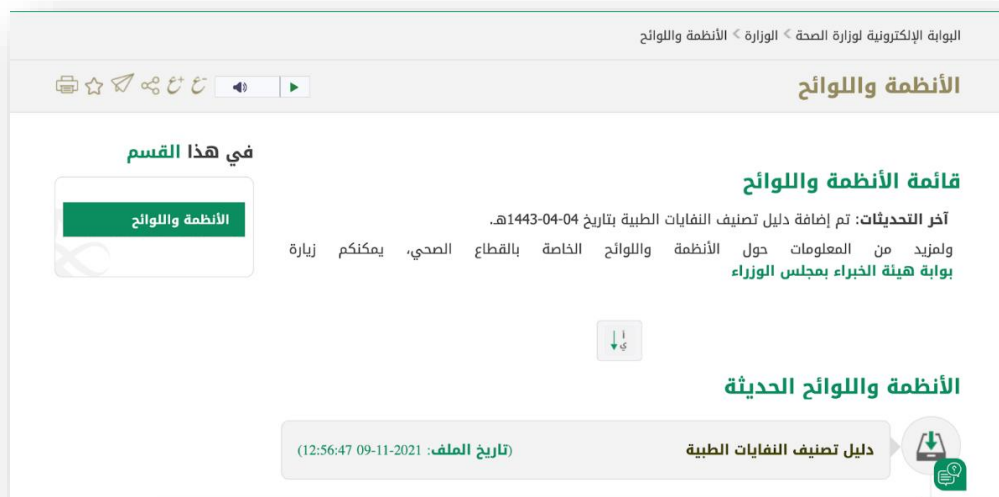 البوابة الإلكترونية لوزارة الصحة > الوزارة > الأنظمة واللوائح
الأنظمة واللوائح
ع+ ع-
في هذا القسم
الأنظمة واللوائح
قائمة الأنظمة واللوائح
آخر التحديثات: تم إضافة دليل تصنيف النفايات الطبية بتاريخ 04-04-1443هـ.
ولمزيد من المعلومات حول الأنظمة واللوائح الخاصة بالقطاع الصحي، يمكنكم زيارة
بوابة هيئة الخبراء بمجلس الوزراء
أ
ي
الأنظمة واللوائح الحديثة
دليل تصنيف النفايات الطبية
(تاريخ الملف: 2021-11-09 12:56:47)